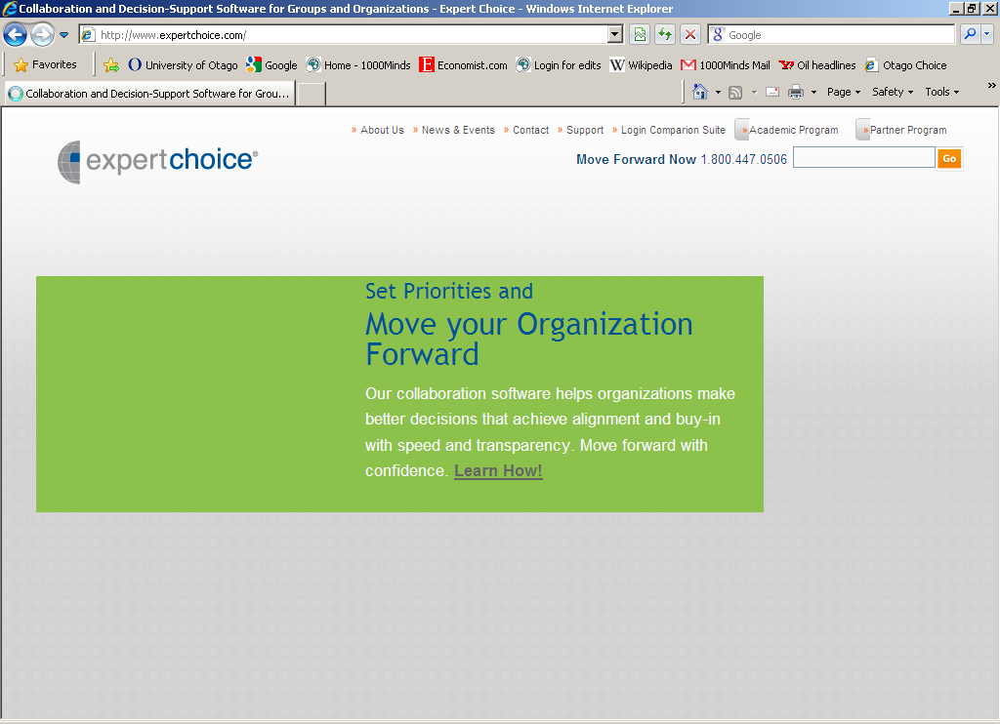 Collaboration and Decision-Support Software for Groups and Organizations - Expert Choice - Windows Internet Explorer
http://www.expertchoice.com/
Google
Favorites University of Otago Google Home - 1000Minds Economist.com Login for edits Wikipedia 1000Minds Mail Oil headlines Otago Choice
Collaboration and Decision-Support Software for Grou...
Page Safety Tools »
» About Us » News & Events » Contact » Support » Login Comparion Suite » Academic Program » Partner Program
expertchoice®
Move Forward Now 1.800.447.0506 Go
Set Priorities and
Move your Organization
Forward
Our collaboration software helps organizations make
better decisions that achieve alignment and buy-in
with speed and transparency. Move forward with
confidence. Learn How!